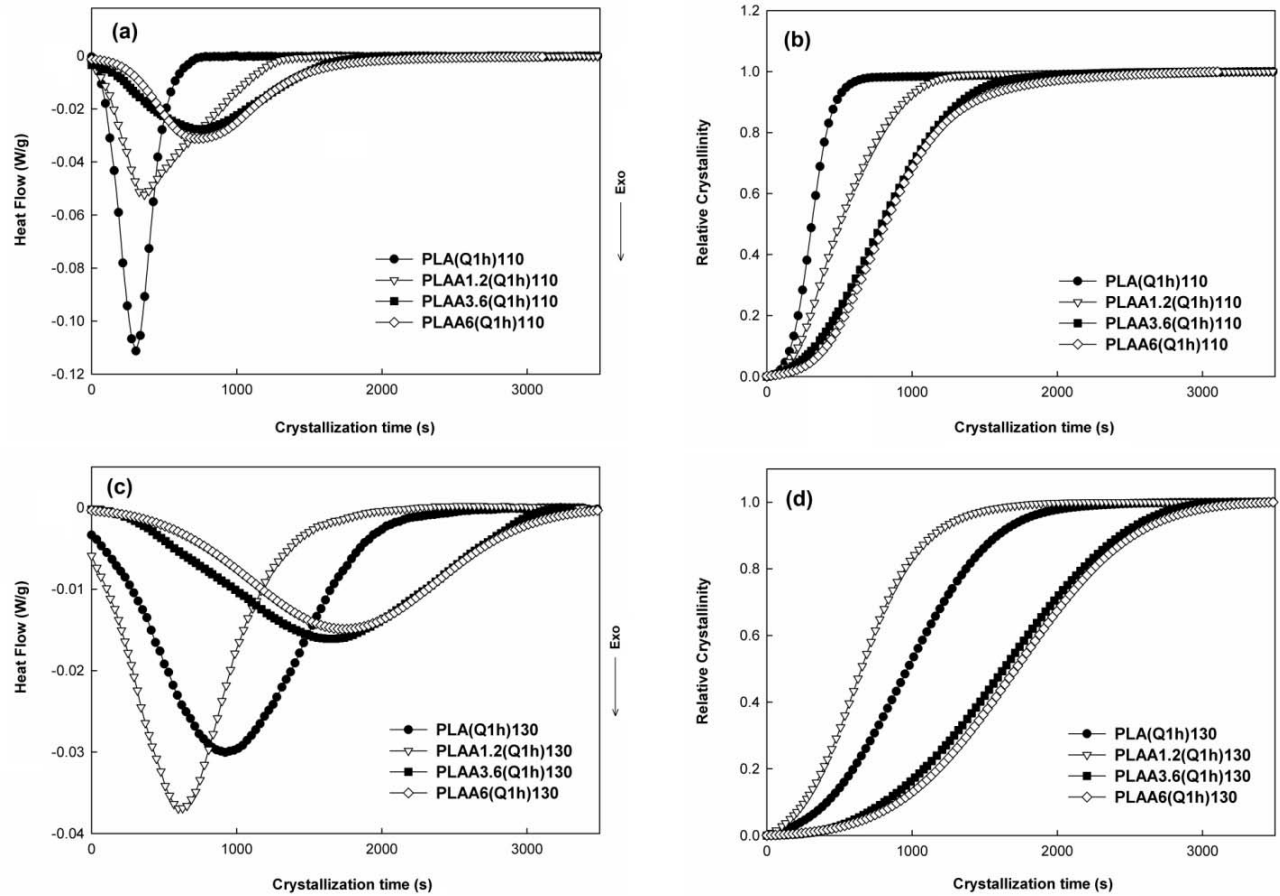 (a)
0
-0.02
-0.04
-0.06
-0.08
-0.10
-0.12
Heat Flow (W/g)
PLA(Q1h)110
PLAA1.2(Q1h)110
PLAA3.6(Q1h)110
PLAA6(Q1h)110
0
1000
2000
3000
Crystallization time (s)
Exo
(b)
1.2
1.0
0.8
0.6
0.4
0.2
0.0
Relative Crystallinity
PLA(Q1h)110
PLAA1.2(Q1h)110
PLAA3.6(Q1h)110
PLAA6(Q1h)110
0
1000
2000
3000
Crystallization time (s)
(c)
0
-0.01
-0.02
-0.03
-0.04
Heat Flow (W/g)
PLA(Q1h)130
PLAA1.2(Q1h)130
PLAA3.6(Q1h)130
PLAA6(Q1h)130
0
1000
2000
3000
Crystallization time (s)
Exo
(d)
1.0
0.8
0.6
0.4
0.2
0.0
Relative Crystallinity
PLA(Q1h)130
PLAA1.2(Q1h)130
PLAA3.6(Q1h)130
PLAA6(Q1h)130
0
1000
2000
3000
Crystallization time (s)